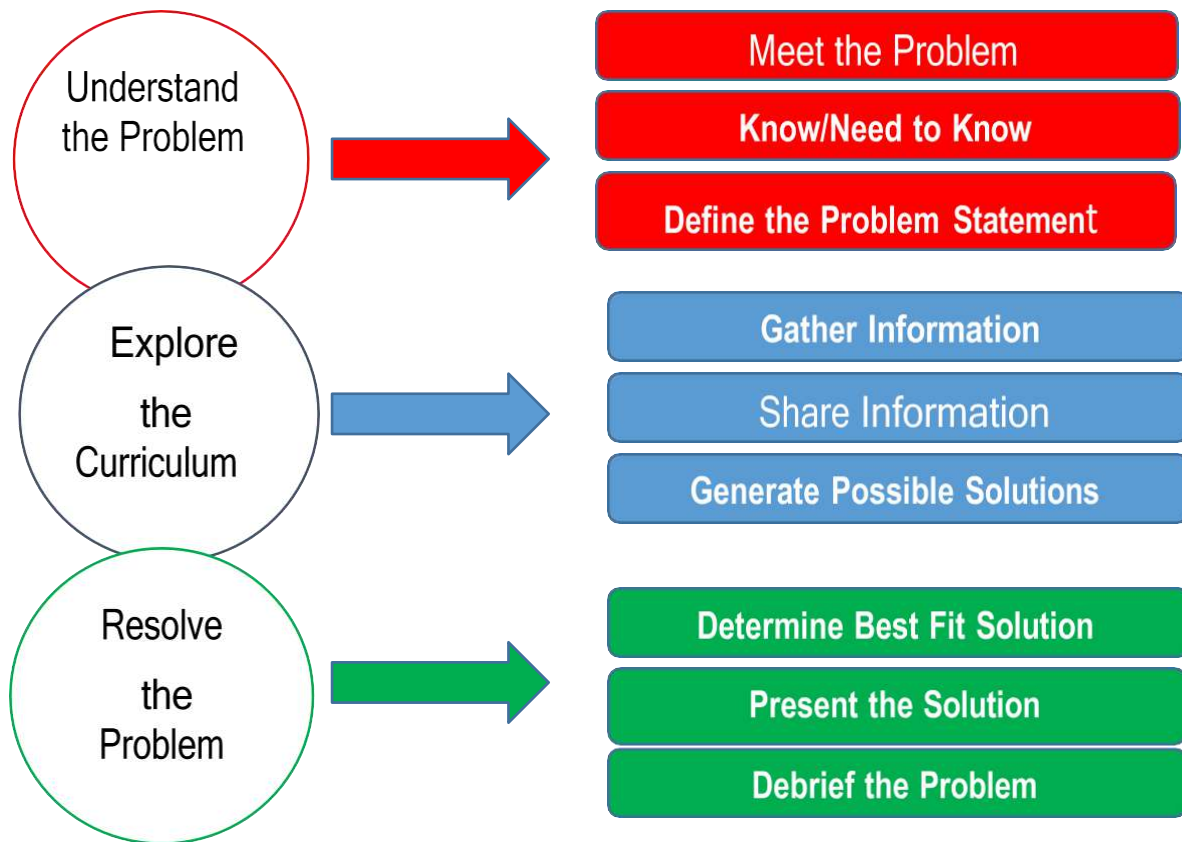 Understand
the Problem
Meet the Problem
Know/Need to Know
Define the Problem Statement
Explore
the
Curriculum
Gather Information
Share Information
Generate Possible Solutions
Resolve
the
Problem
Determine Best Fit Solution
Present the Solution
Debrief the Problem